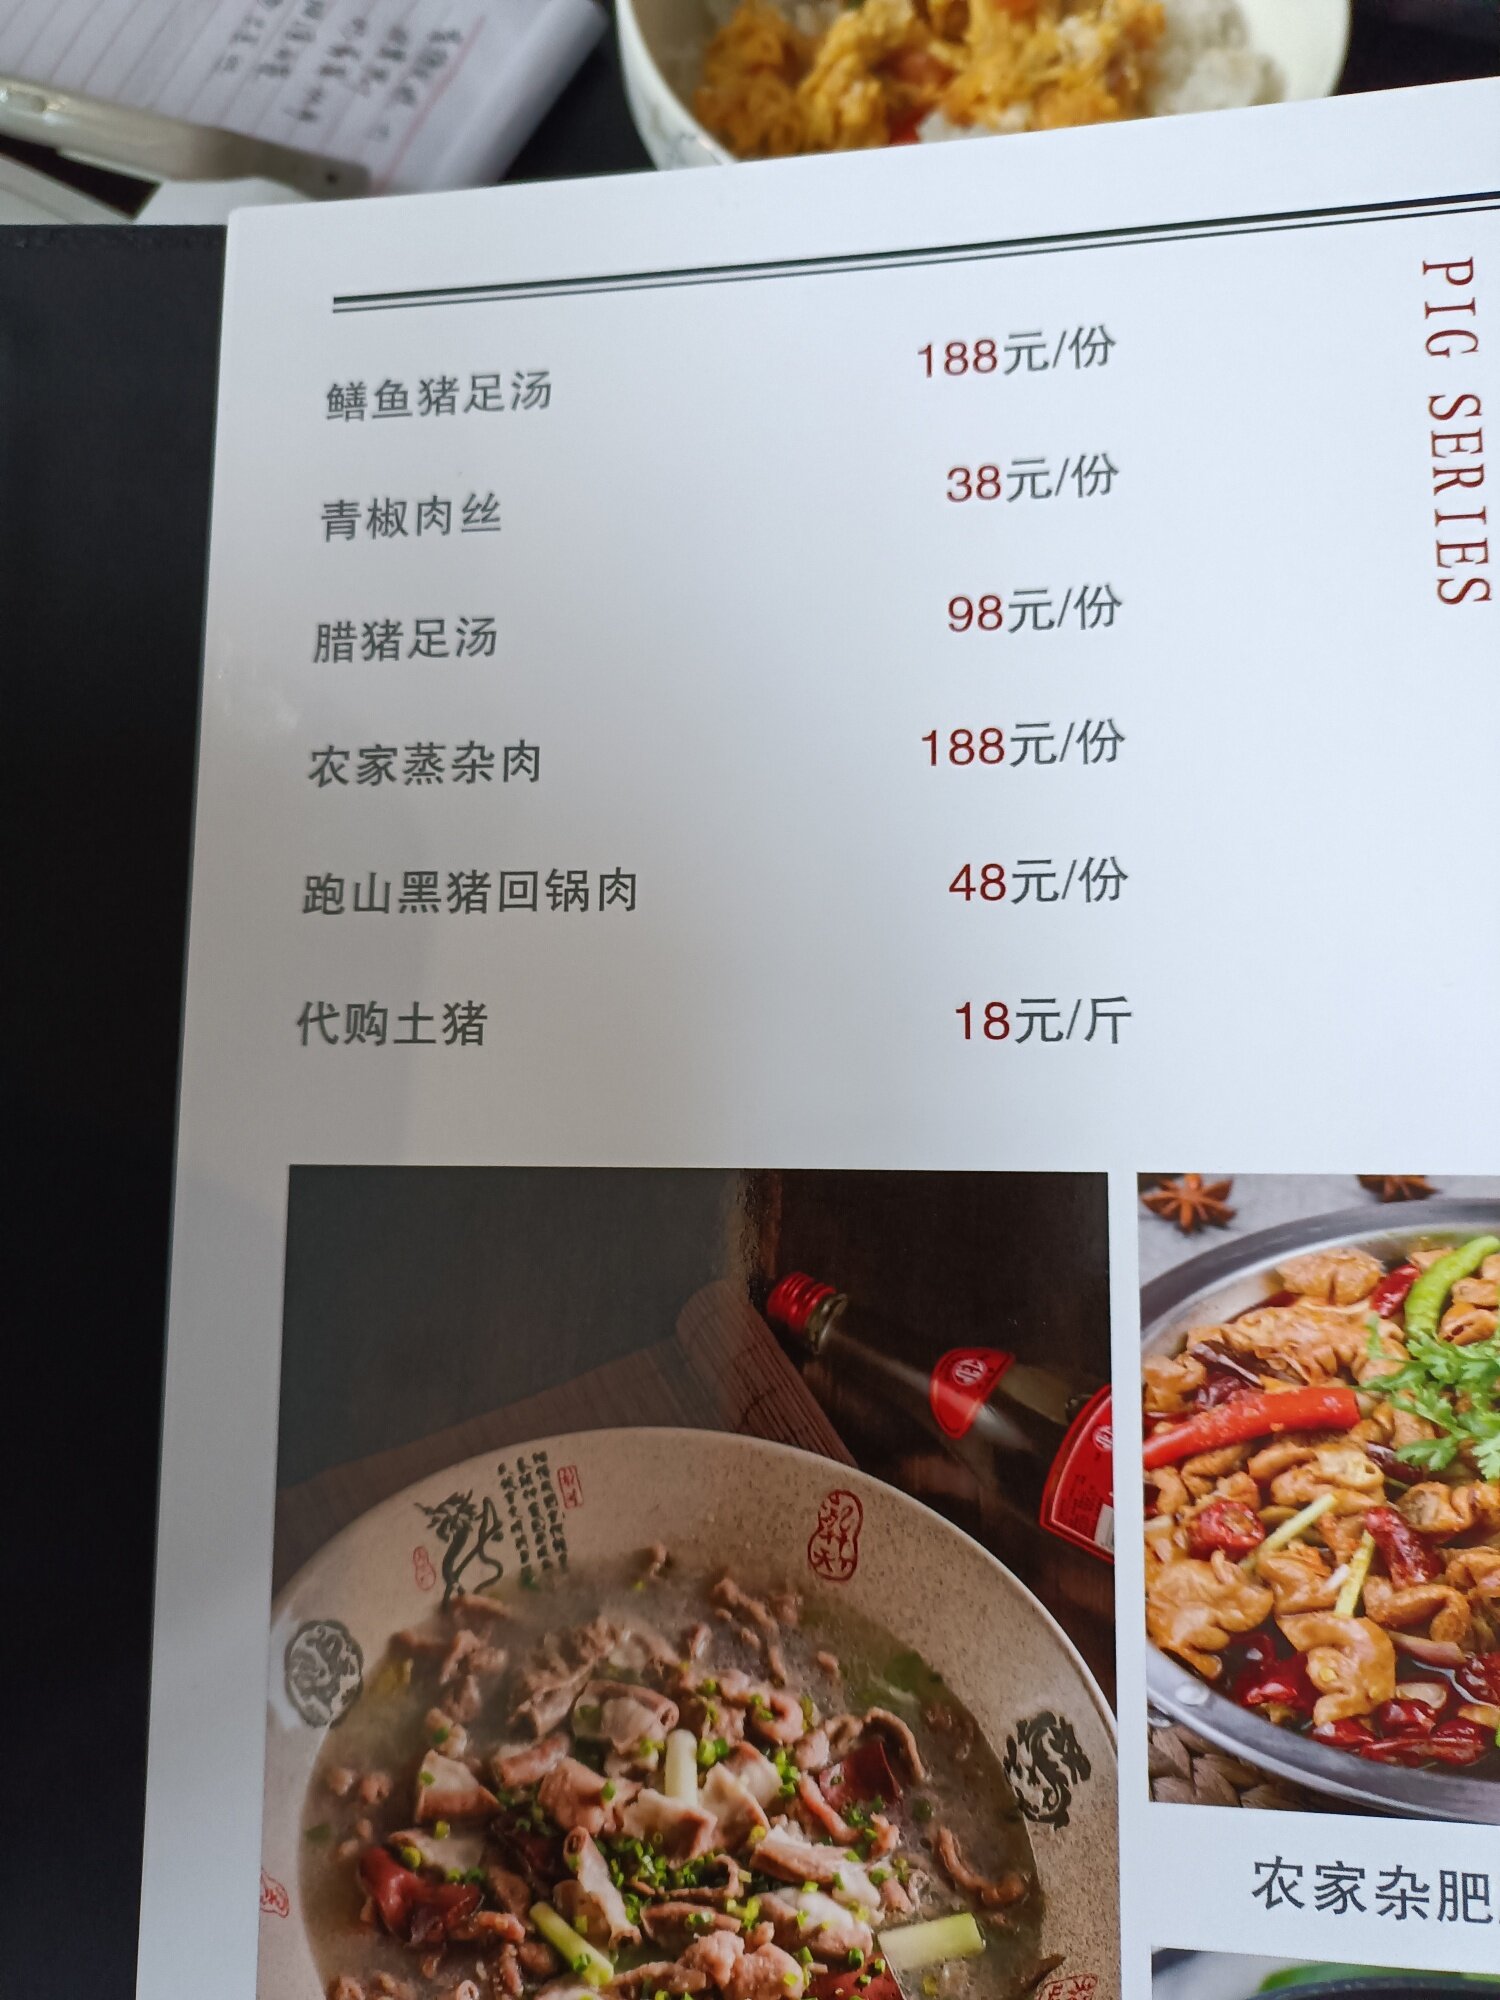 鳝鱼猪足汤 188元/份
青椒肉丝 38元/份
腊猪足汤 98元/份
农家蒸杂肉 188元/份
跑山黑猪回锅肉 48元/份
代购土猪 18元/斤
PIG SERIES
农家杂肥